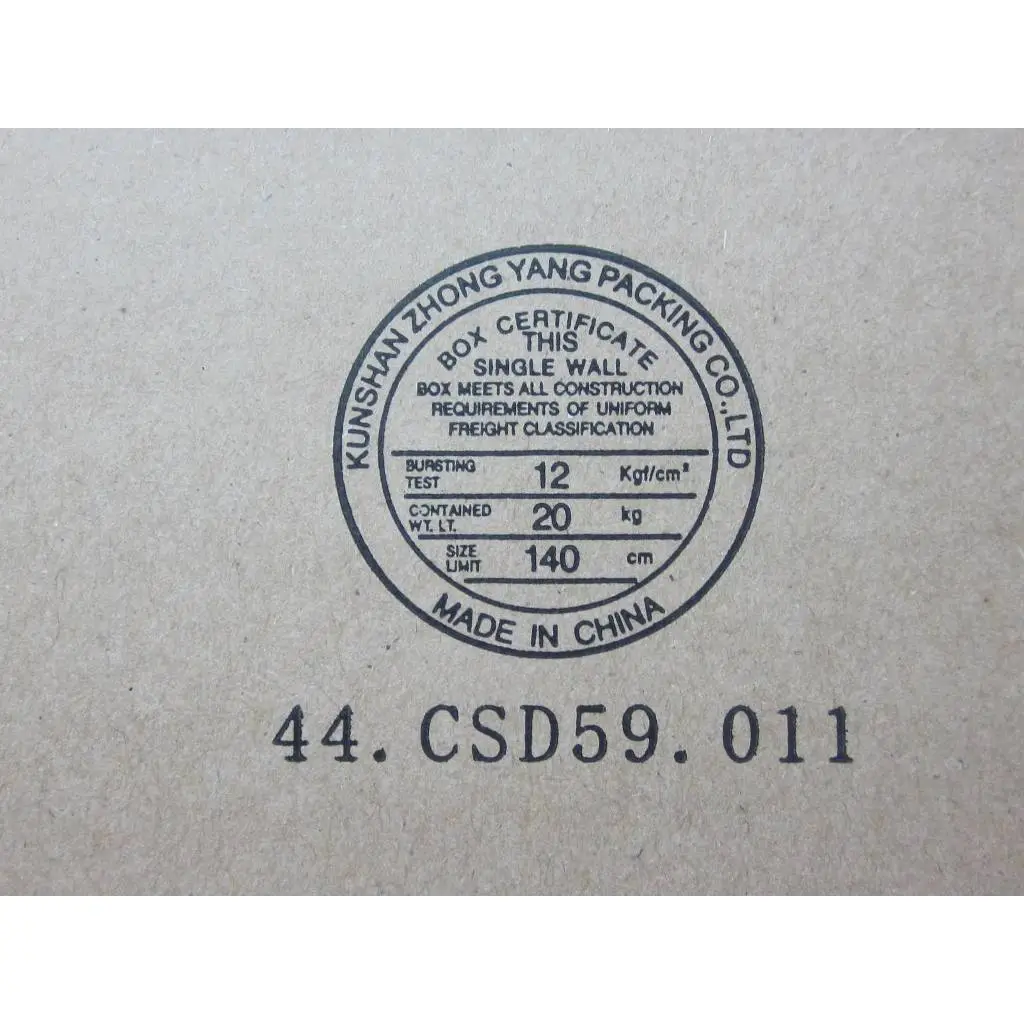 KUNSHAN ZHONG YANG PACKING CO.,LTD
BOX CERTIFICATE
THIS
SINGLE WALL
BOX MEETS ALL CONSTRUCTION
REQUIREMENTS OF UNIFORM
FREIGHT CLASSIFICATION
BURSTING TEST 12 Kgf/cm²
CONTAINED WT. LT. 20 kg
SIZE LIMIT 140 cm
MADE IN CHINA
44.CSD59.011